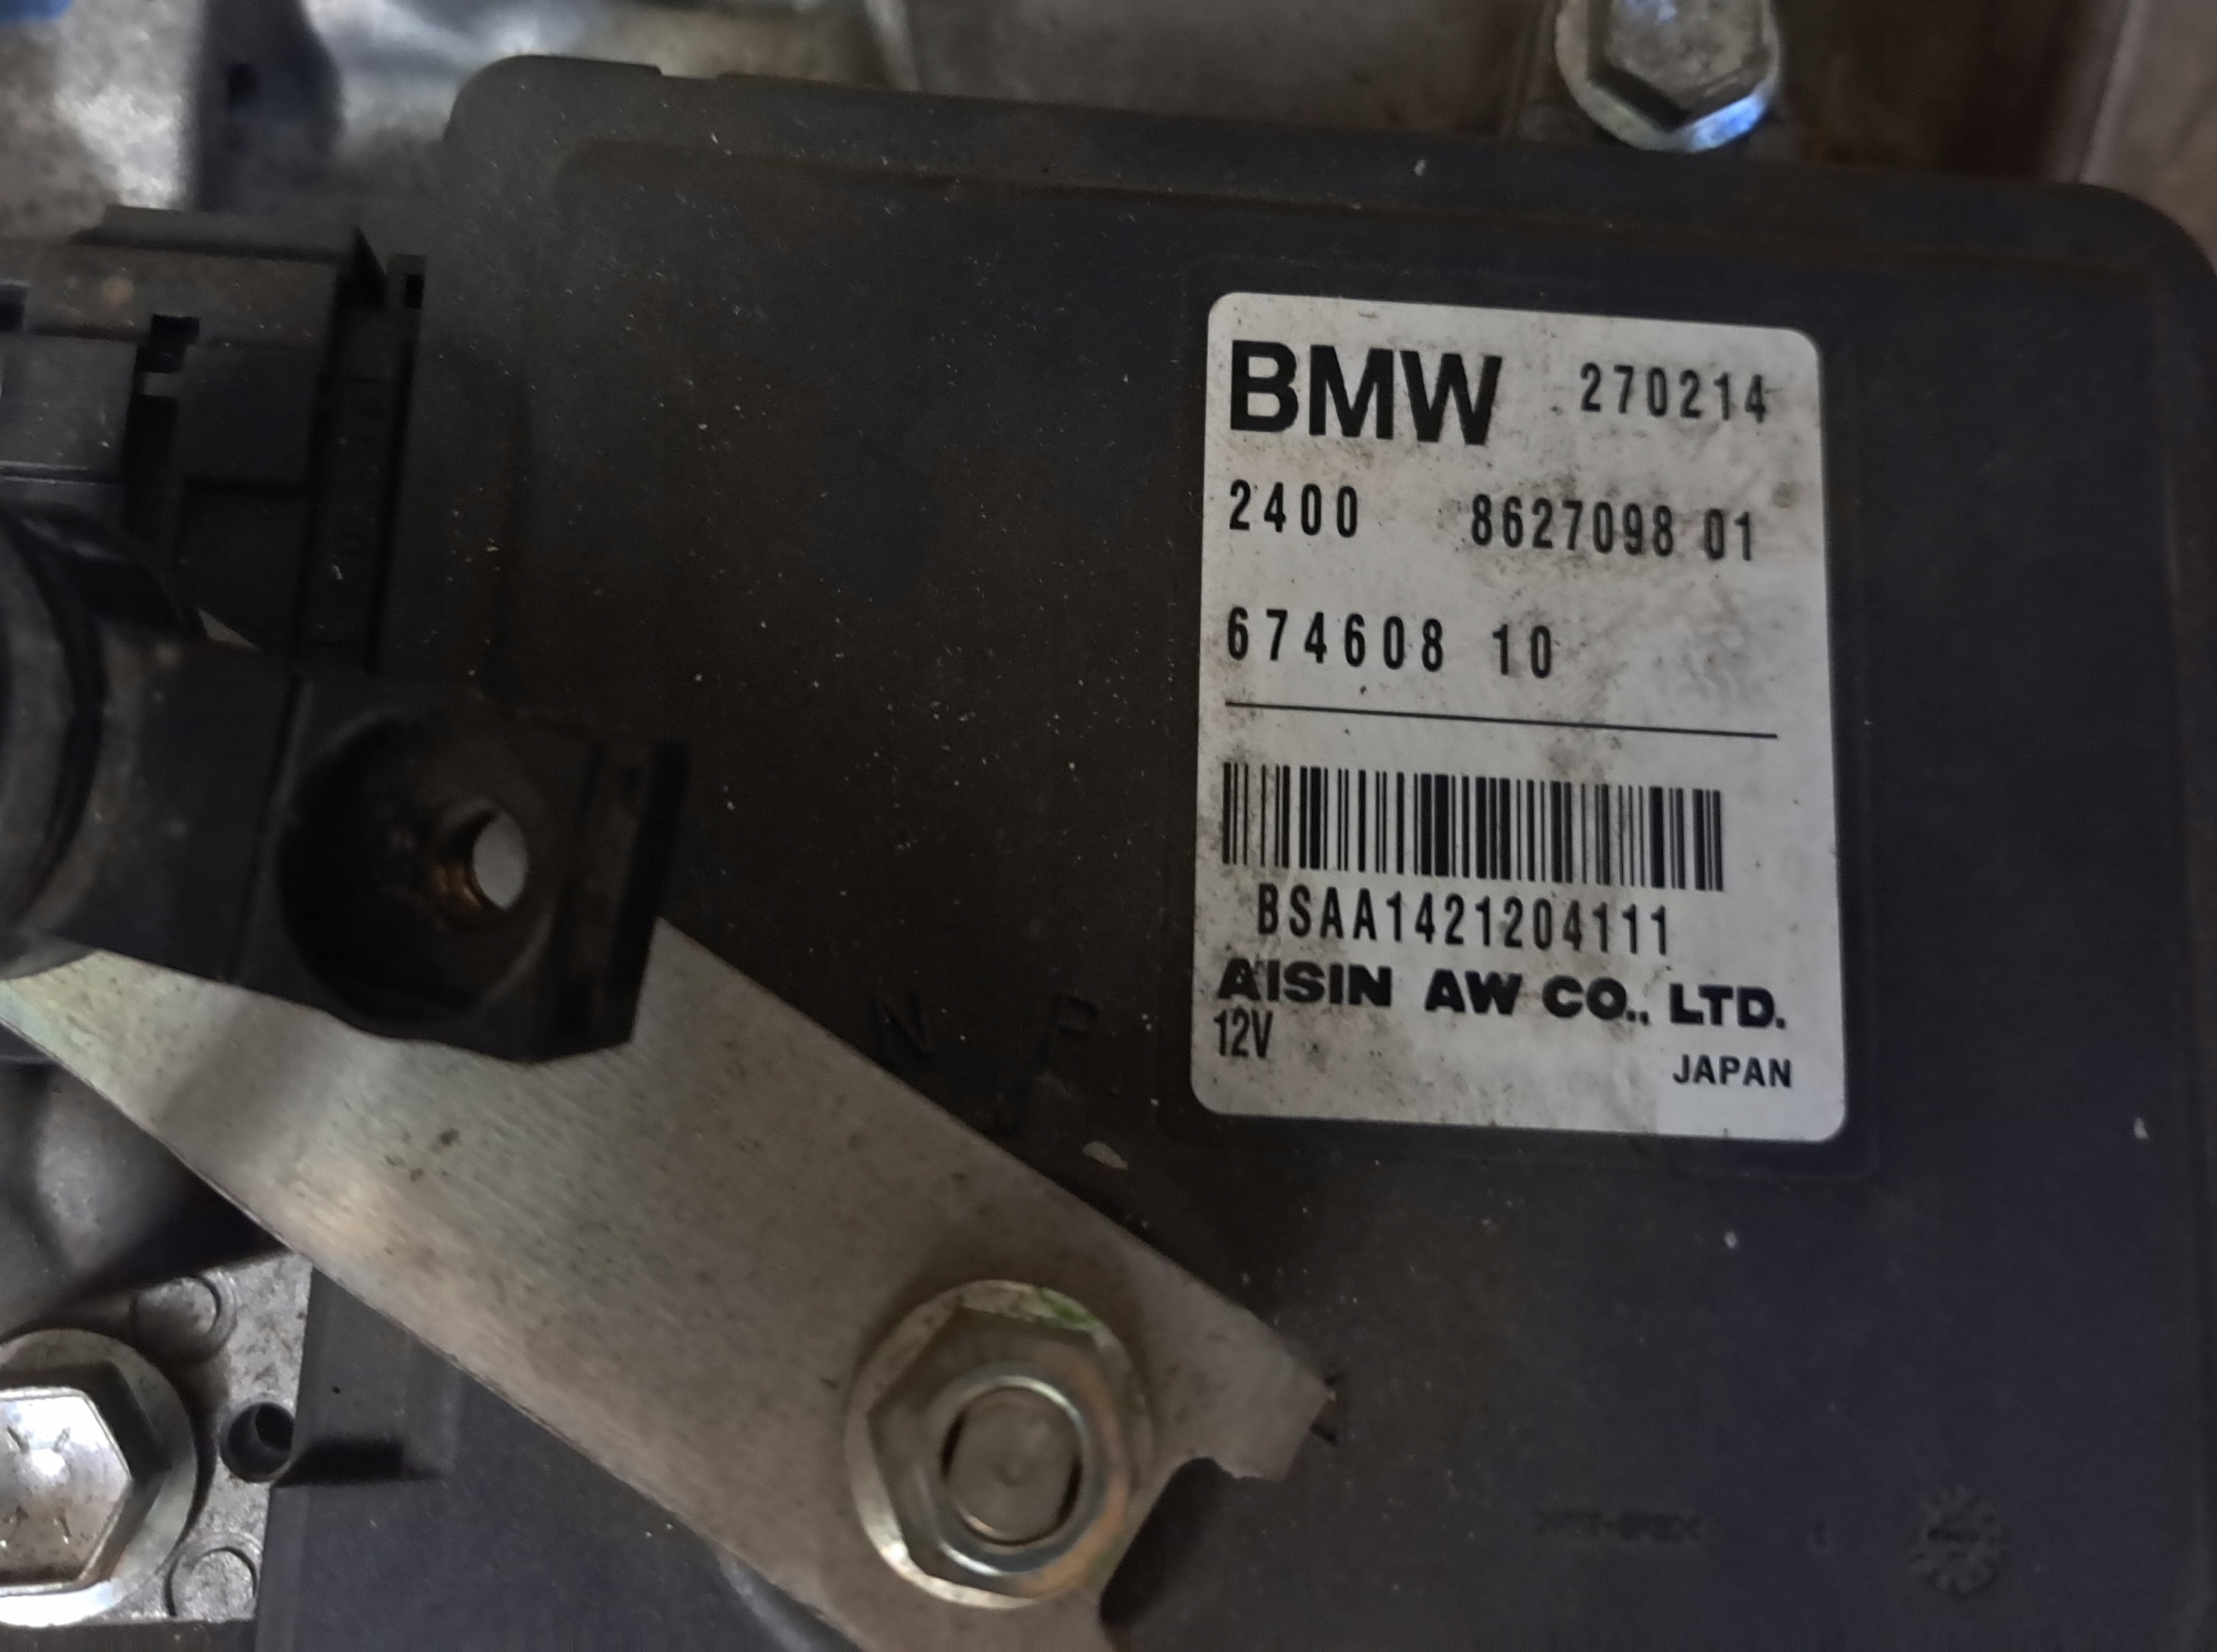 BMW 270214
2400 8627098 01
674608 10
BSAA1421204111
AISIN AW CO., LTD.
12V
JAPAN
N P